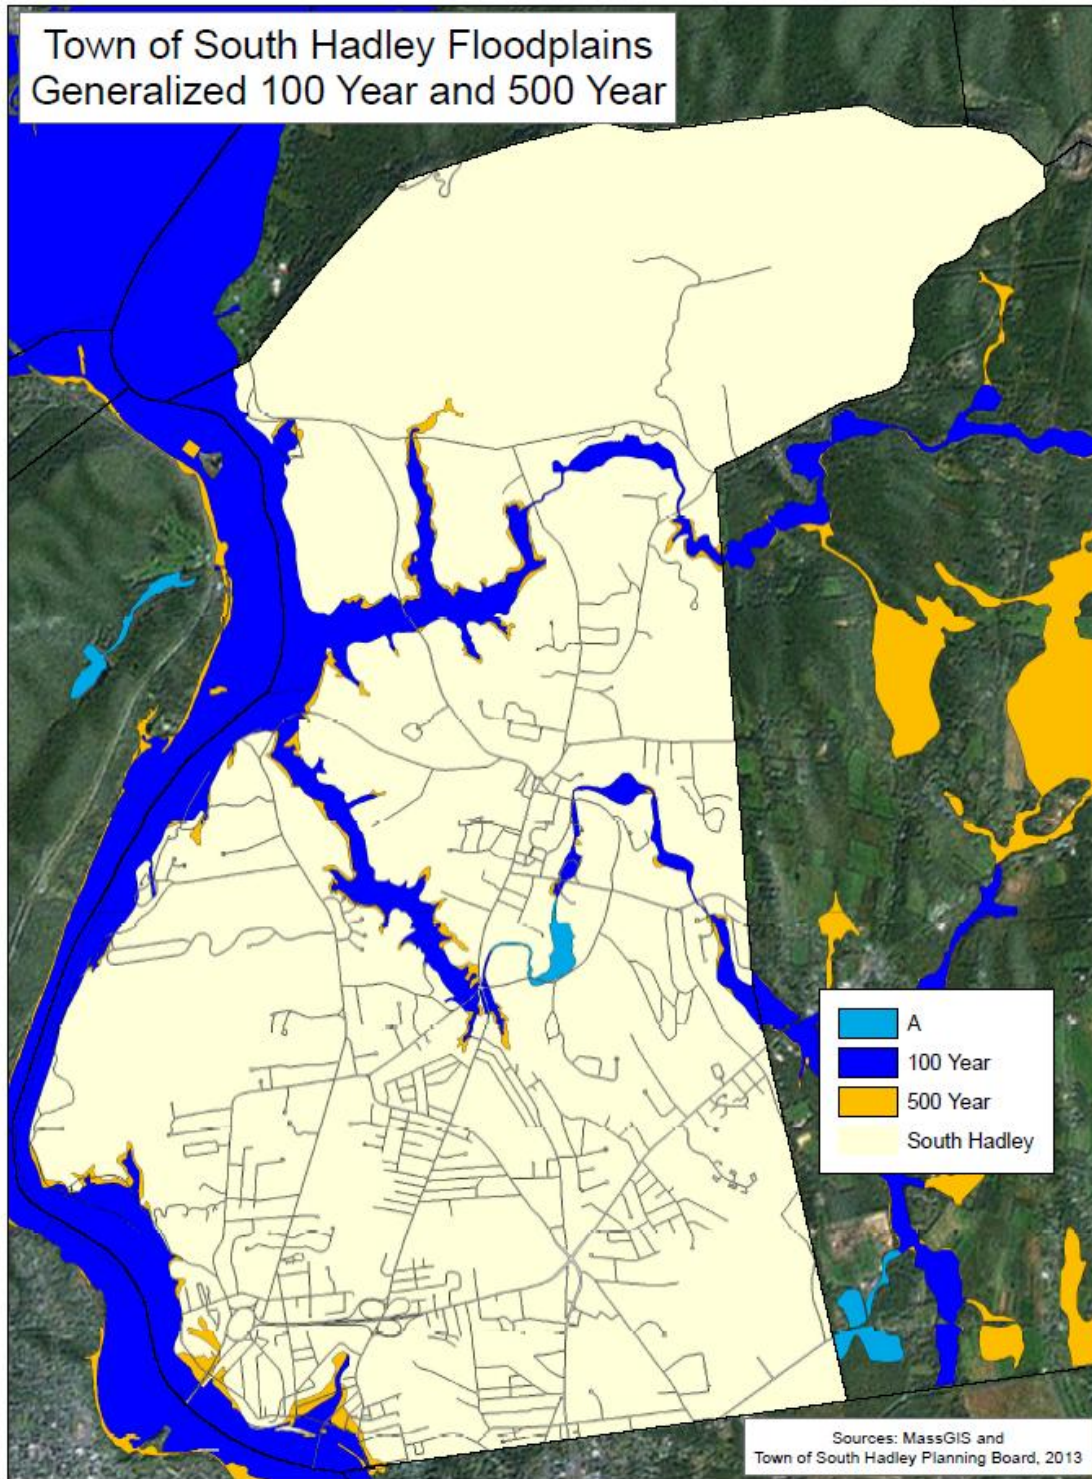 Town of South Hadley Floodplains
Generalized 100 Year and 500 Year
A
100 Year
500 Year
South Hadley
Sources: MassGIS and
Town of South Hadley Planning Board, 2013